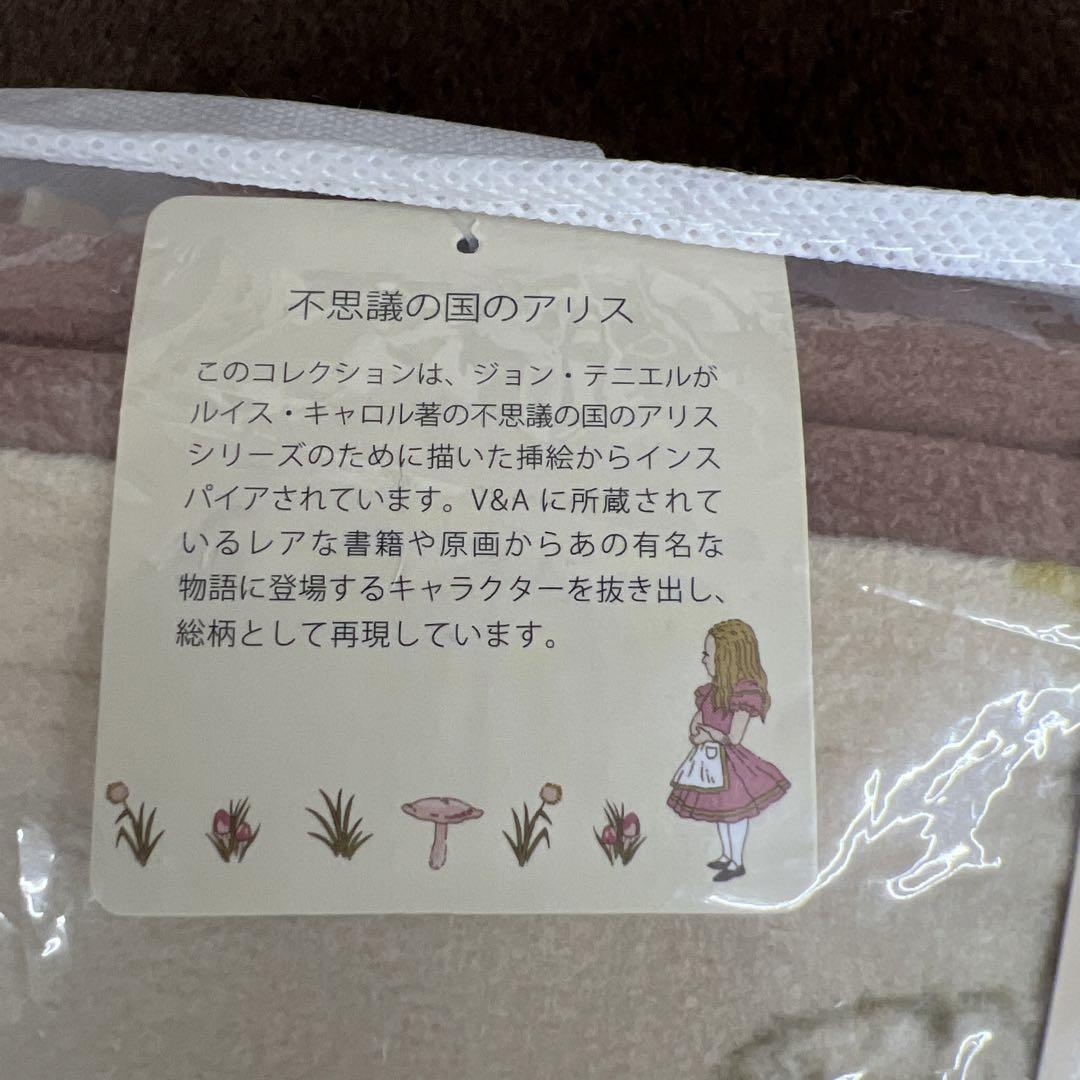 不思議の国のアリス
このコレクションは、ジョン・テニエルが
ルイス・キャロル著の不思議の国のアリス
シリーズのために描いた挿絵からインス
パイアされています。V&A に所蔵されて
いるレアな書籍や原画からあの有名な
物語に登場するキャラクターを抜き出し、
総柄として再現しています。